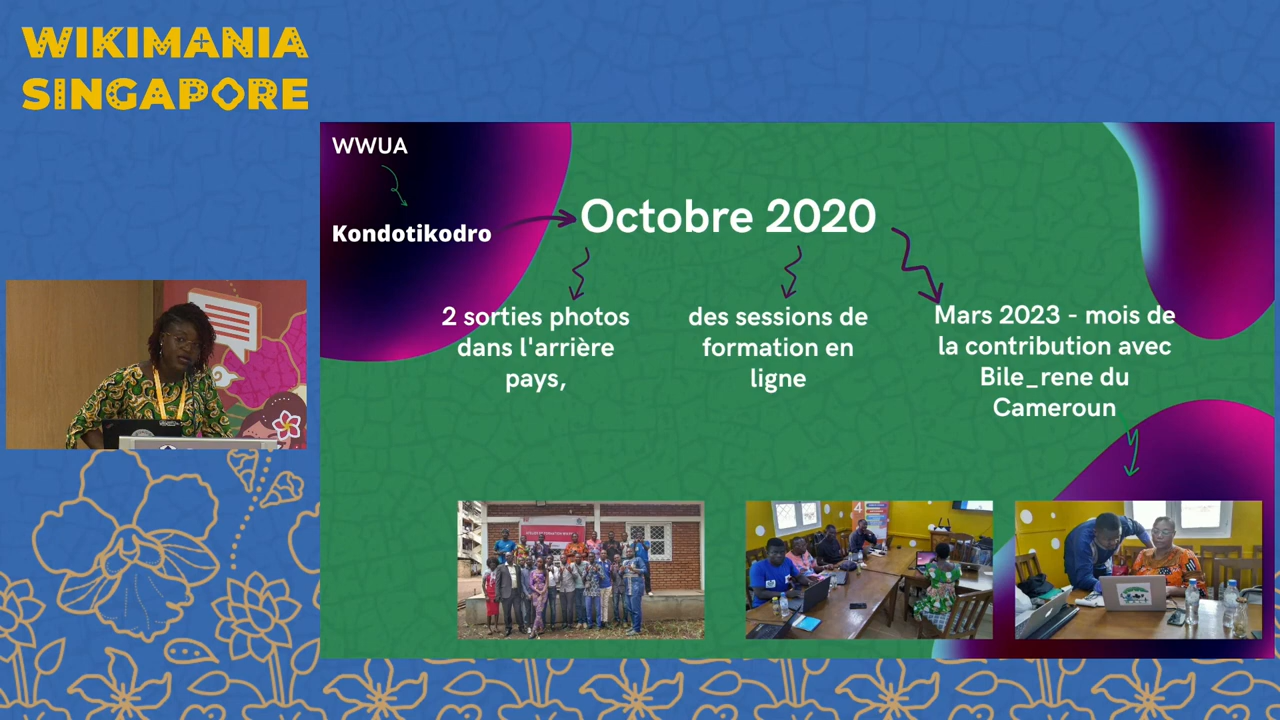 WIKIMANIA
SINGAPORE
WWUA
Kondotikodro
Octobre 2020
2 sorties photos
dans l'arrière
pays,
des sessions de
formation en
ligne
Mars 2023 - mois de
la contribution avec
Bile_rene du
Cameroun
4